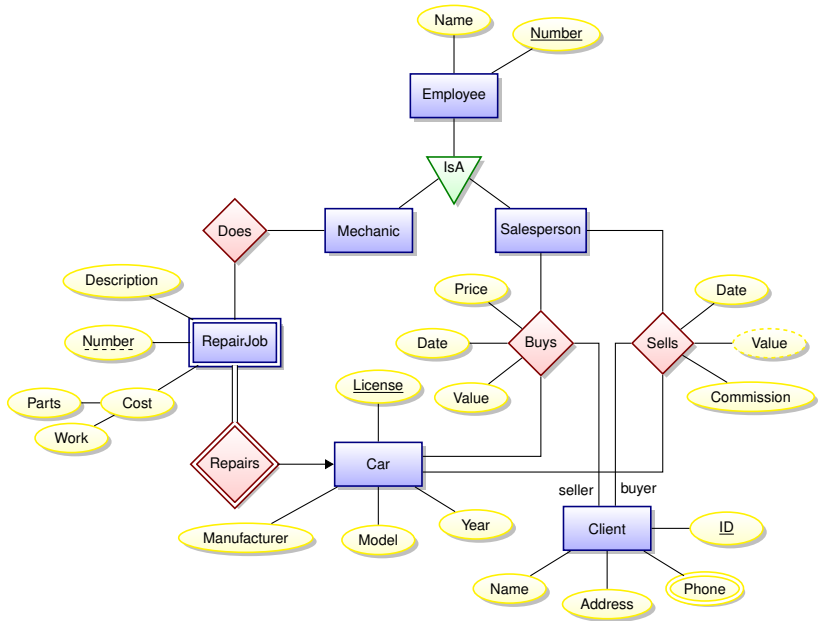 Name
Number
Employee
IsA
Does
Mechanic
Salesperson
Description
Price
Date
Number
RepairJob
Date
Buys
Sells
Value
License
Value
Commission
Parts
Cost
Work
Repairs
Car
seller
buyer
Manufacturer
Model
Year
Client
ID
Name
Address
Phone